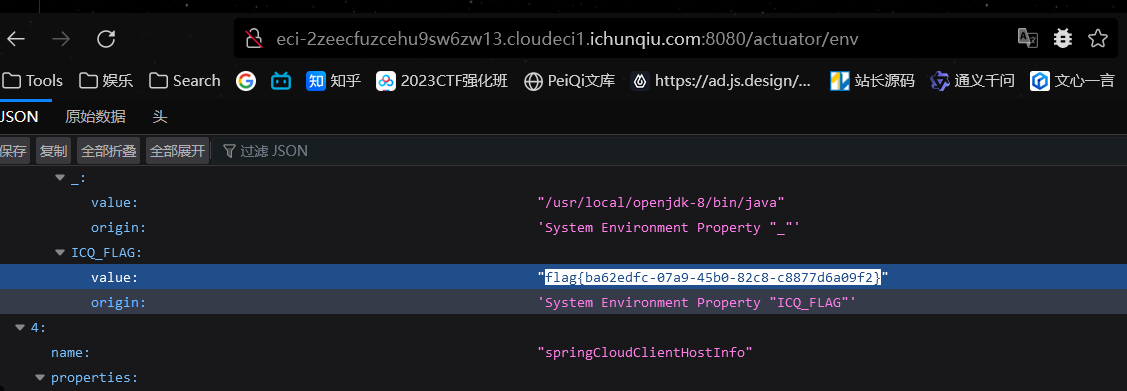 eci-2zeecfuzcehu9sw6zw13.cloudeci1.ichunqiu.com:8080/actuator/env
Tools 娱乐 Search 知乎 2023CTF强化班 PeiQi文库 https://ad.js.design/... 站长源码 通义千问 文心一言
JSON 原始数据 头
保存 复制 全部折叠 全部展开 过滤 JSON
_:
value: "/usr/local/openjdk-8/bin/java"
origin: 'System Environment Property "_"'
ICQ_FLAG:
value: "flag{ba62edfc-07a9-45b0-82c8-c8877d6a09f2}"
origin: 'System Environment Property "ICQ_FLAG"'
4:
name: "springCloudClientHostInfo"
properties: